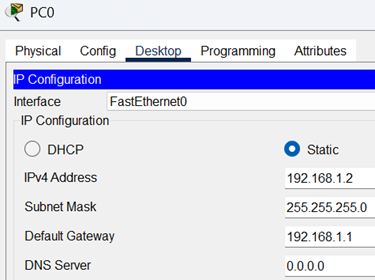 PC0
Physical Config Desktop Programming Attributes
IP Configuration
Interface FastEthernet0
IP Configuration
DHCP Static
IPv4 Address 192.168.1.2
Subnet Mask 255.255.255.0
Default Gateway 192.168.1.1
DNS Server 0.0.0.0